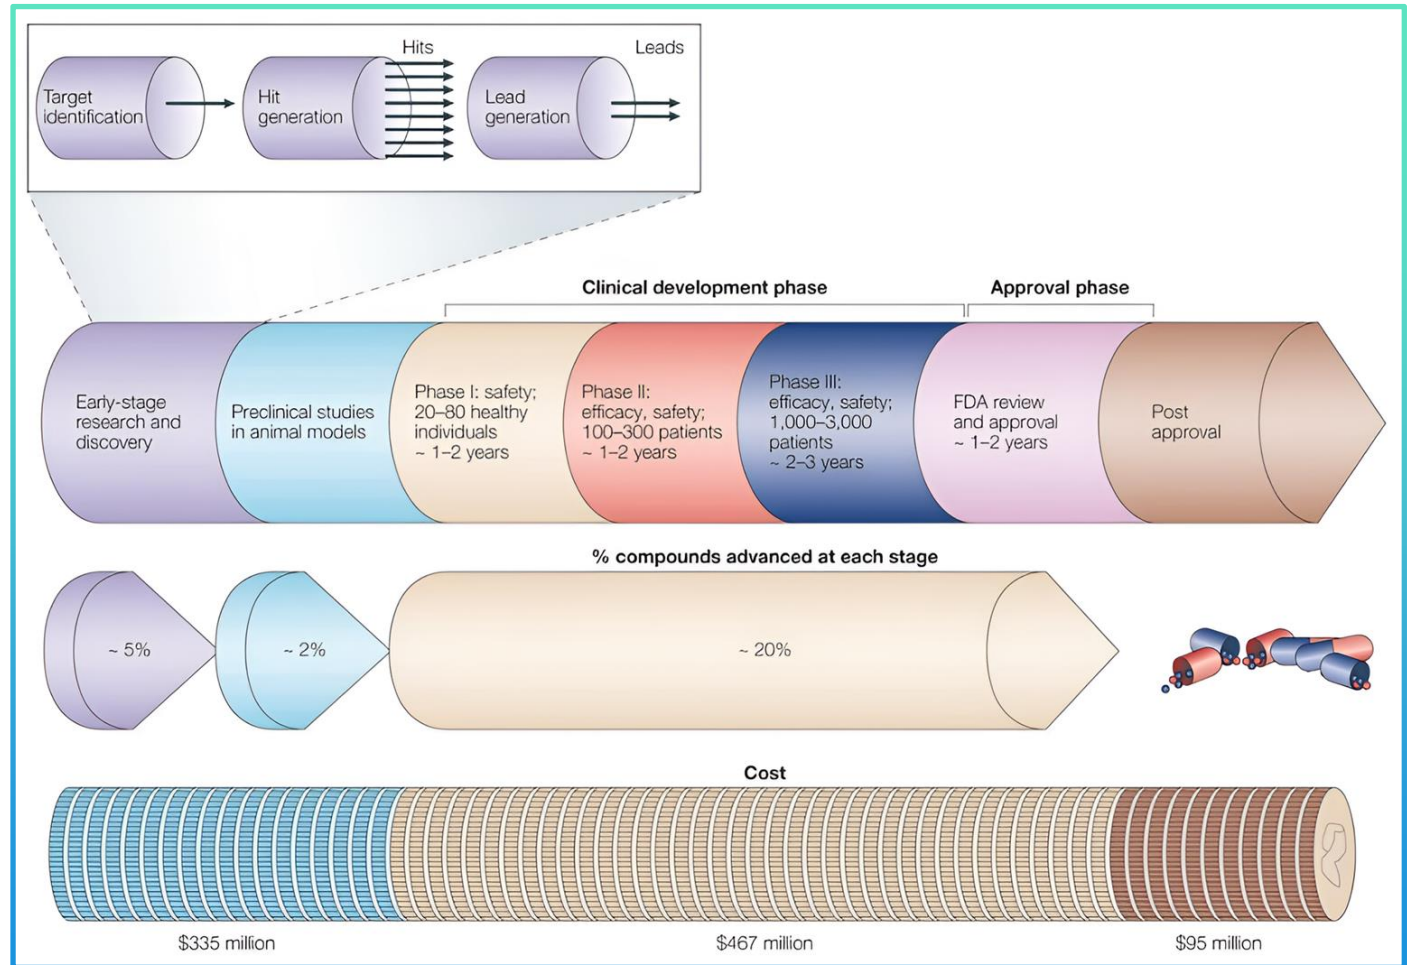 Hits
Leads
Target
identification
Hit
generation
Lead
generation
Clinical development phase
Approval phase
Early-stage
research and
discovery
Preclinical studies
in animal models
Phase I: safety;
20–80 healthy
individuals
~ 1–2 years
Phase II:
efficacy, safety;
100–300 patients
~ 1–2 years
Phase III:
efficacy, safety;
1,000–3,000
patients
~ 2–3 years
FDA review
and approval
~ 1–2 years
Post
approval
% compounds advanced at each stage
~ 5%
~ 2%
~ 20%
Cost
$335 million
$467 million
$95 million